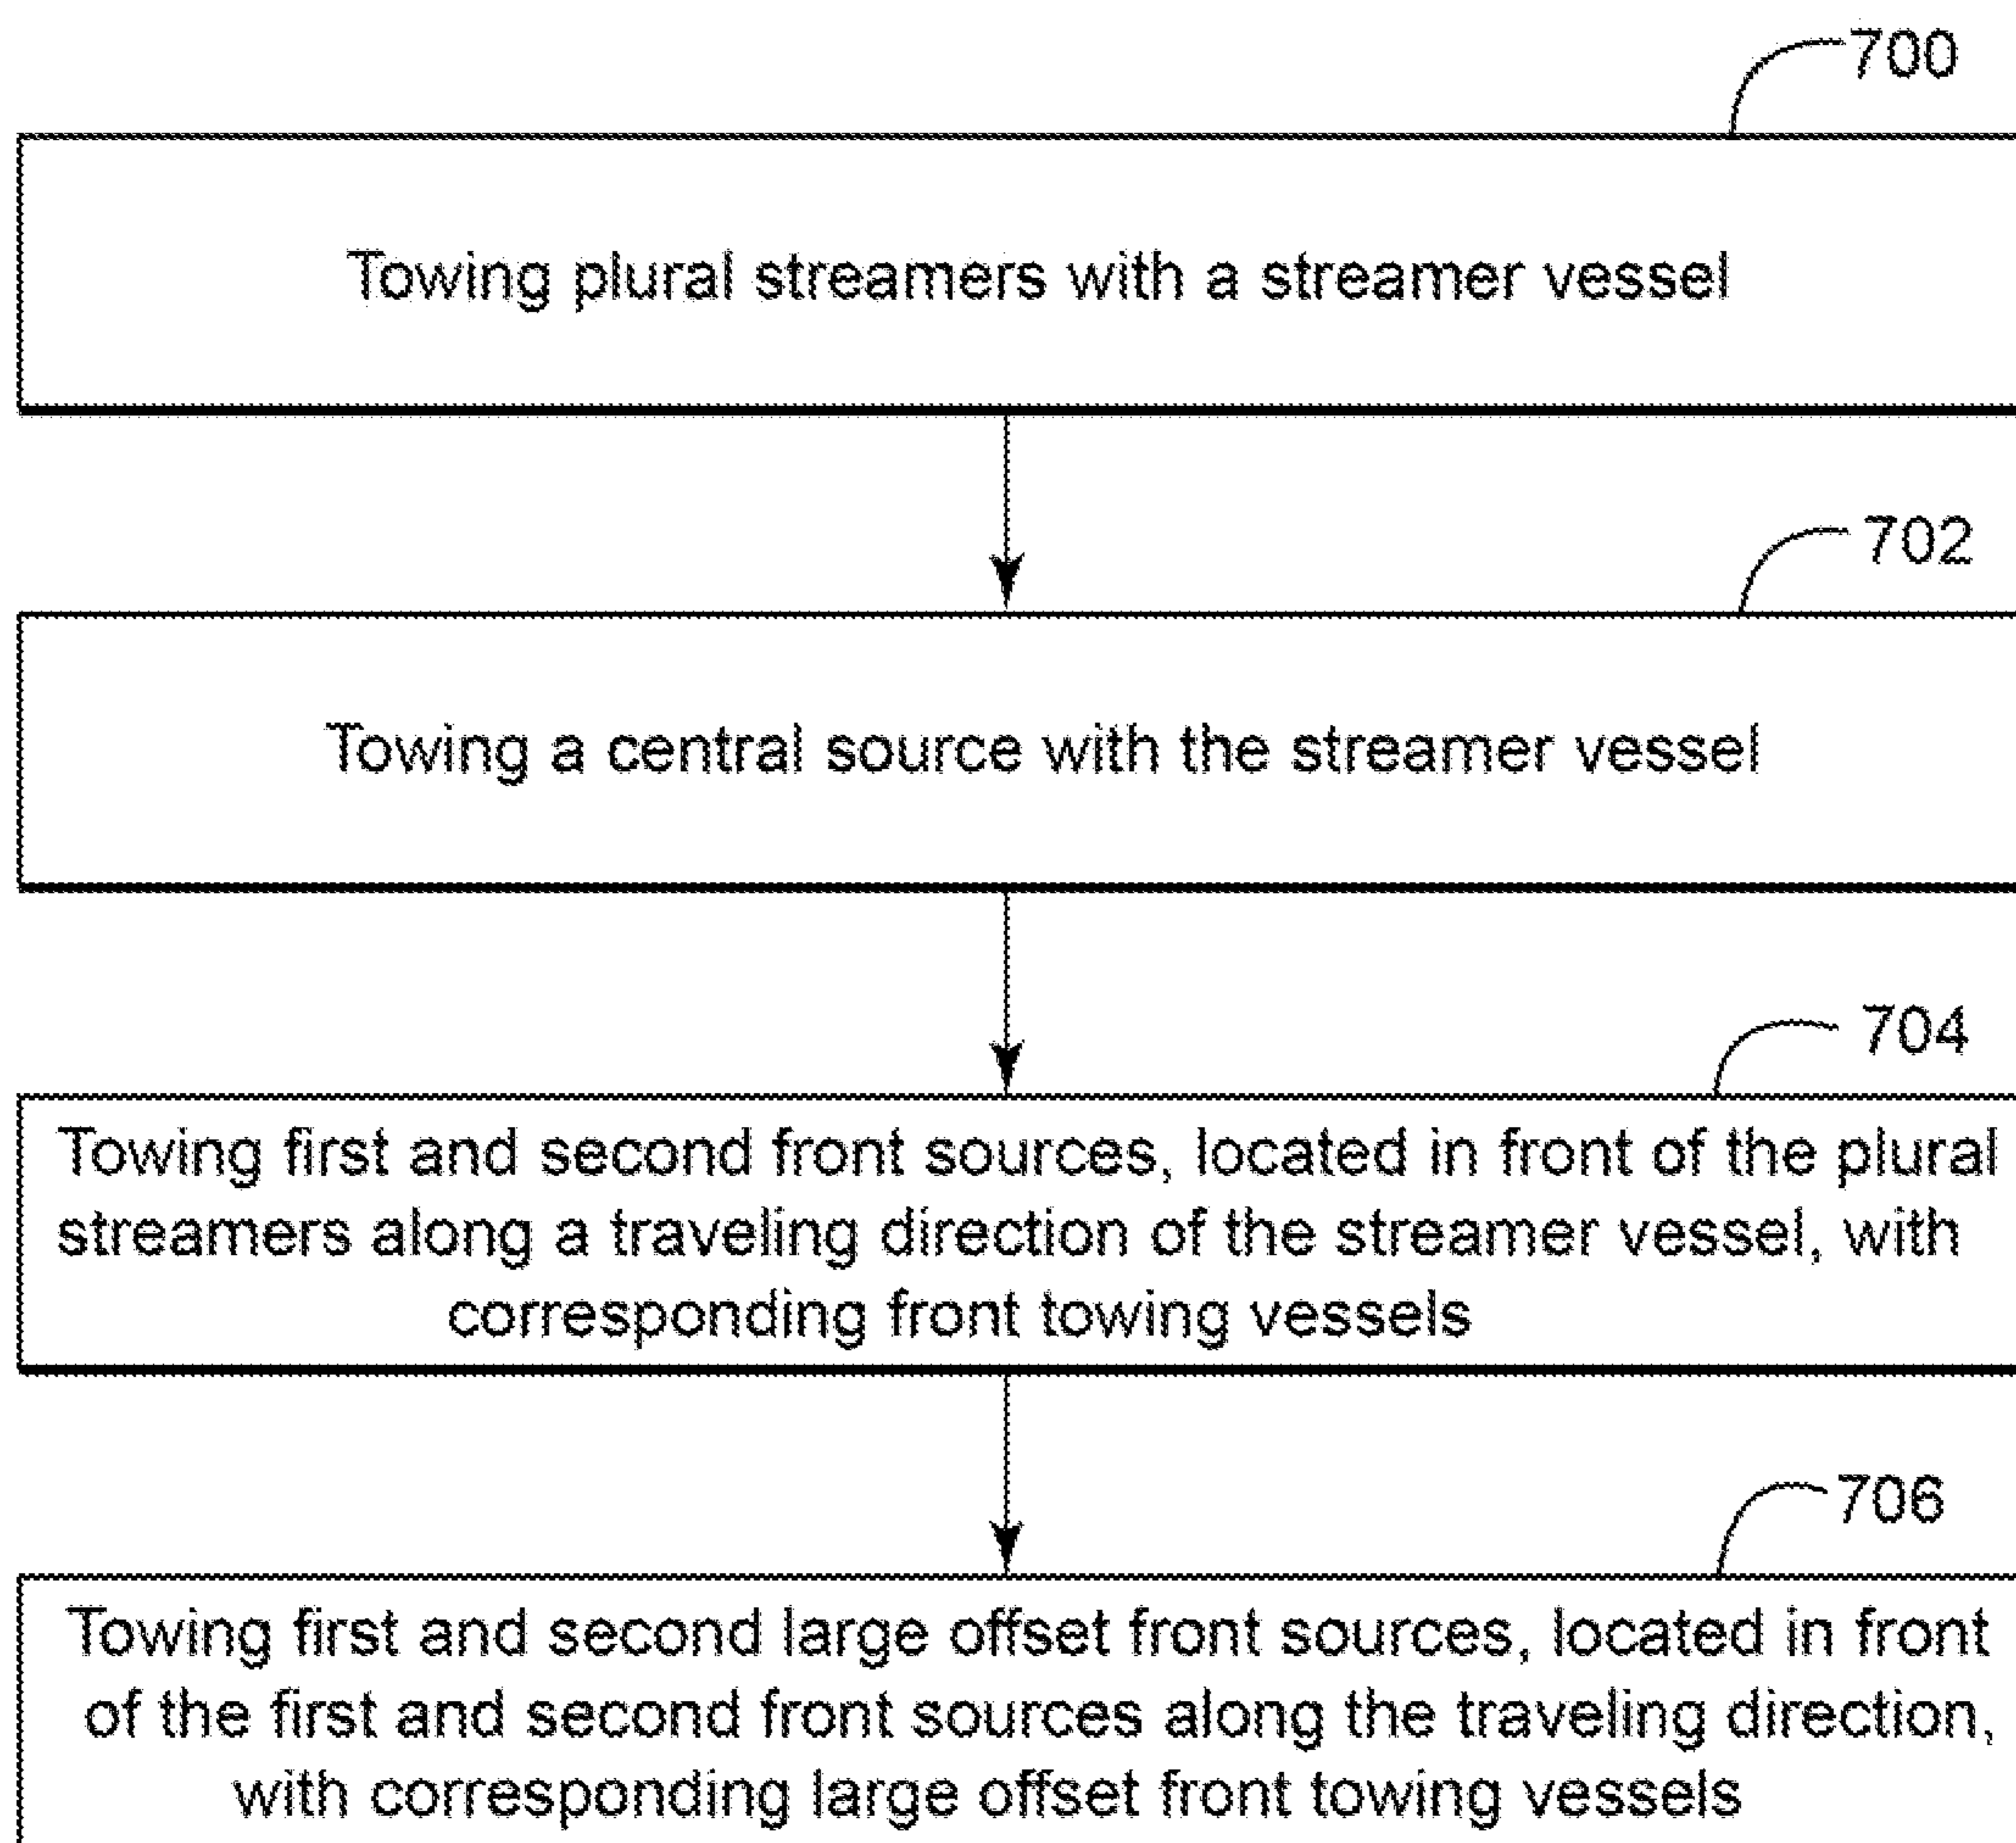 700
Towing plural streamers with a streamer vessel
702
Towing a central source with the streamer vessel
704
Towing first and second front sources, located in front of the plural
streamers along a traveling direction of the streamer vessel, with
corresponding front towing vessels
706
Towing first and second large offset front sources, located in front
of the first and second front sources along the traveling direction,
with corresponding large offset front towing vessels